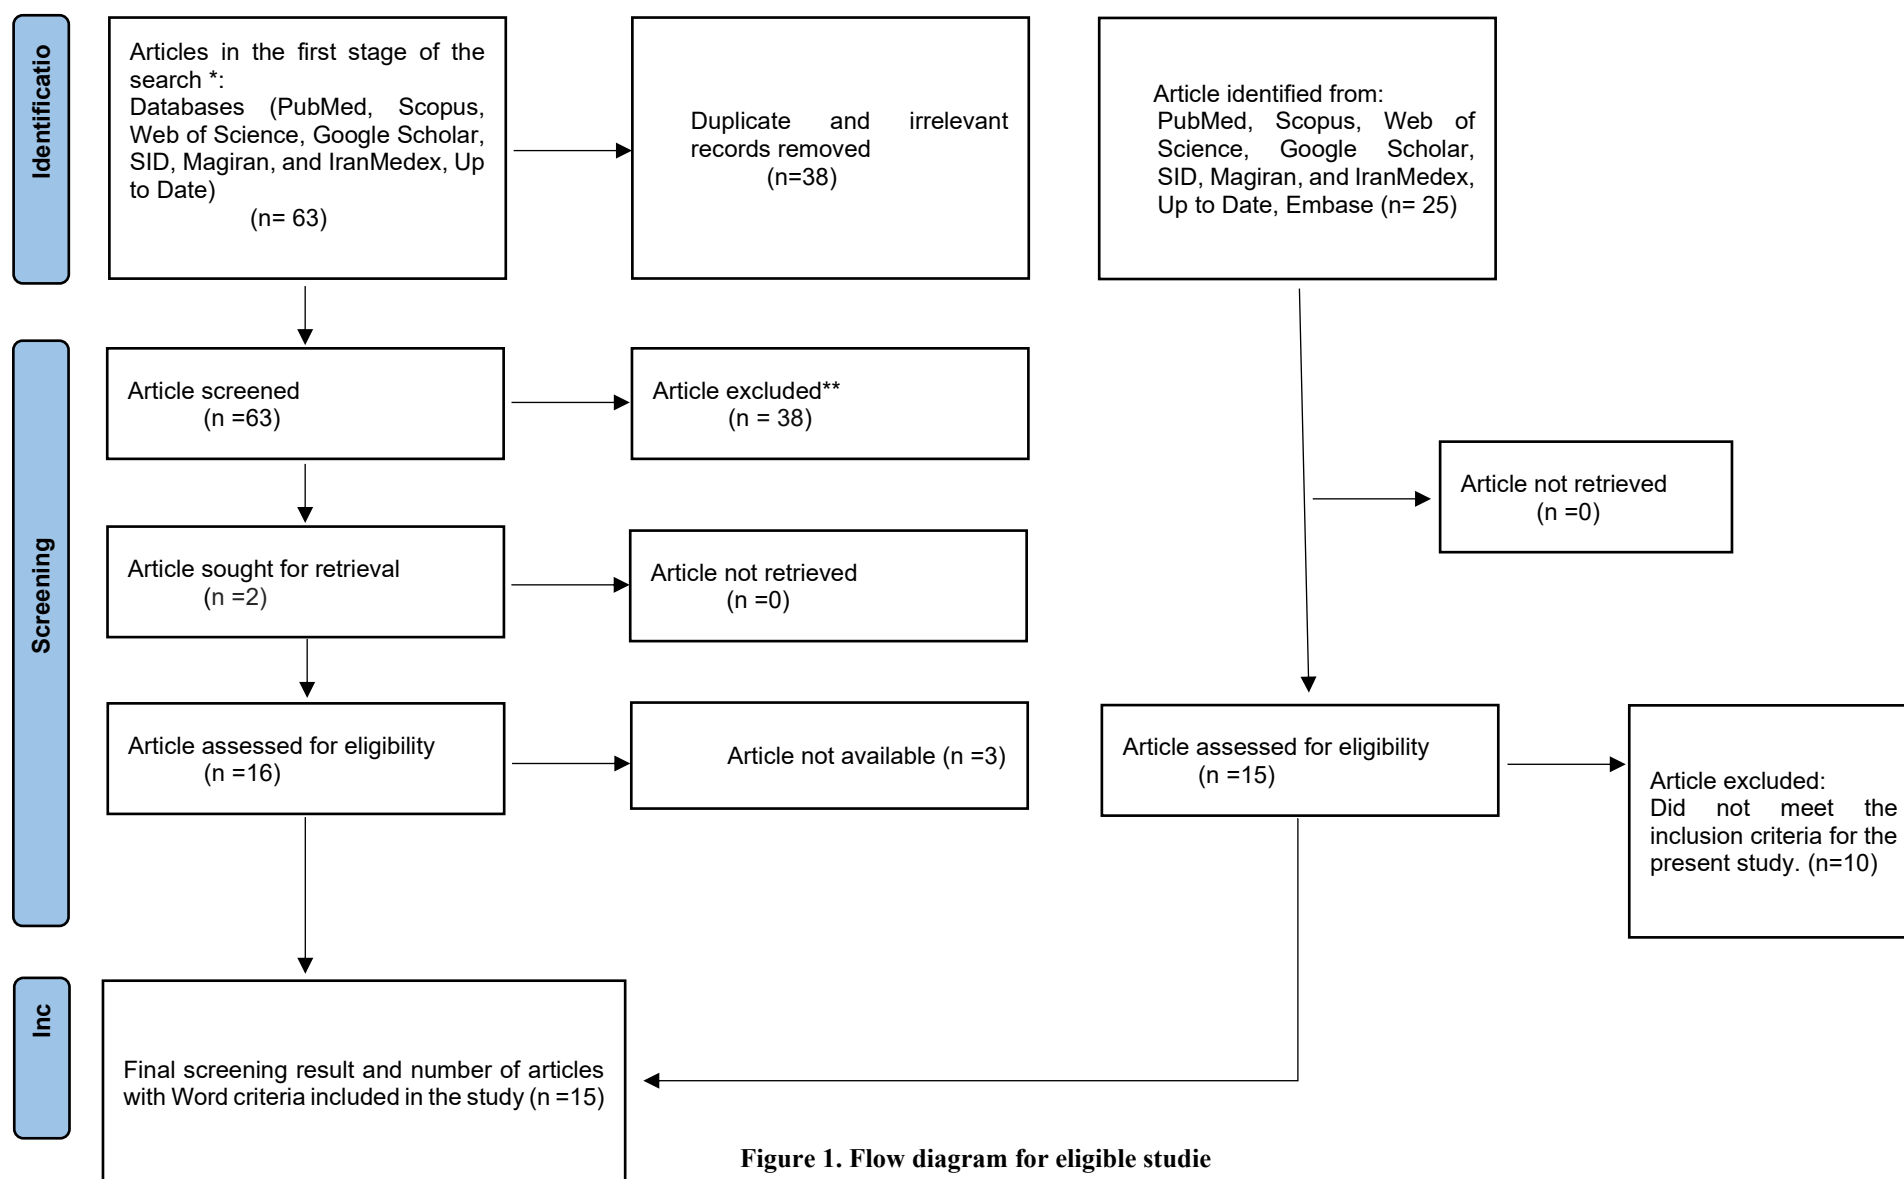 Identificatio
Articles in the first stage of the
search *:
Databases (PubMed, Scopus,
Web of Science, Google Scholar,
SID, Magiran, and IranMedex, Up
to Date)
(n= 63)
Duplicate and irrelevant
records removed
(n=38)
Article identified from:
PubMed, Scopus, Web of
Science, Google Scholar,
SID, Magiran, and IranMedex,
Up to Date, Embase (n= 25)
Screening
Article screened
(n =63)
Article excluded**
(n = 38)
Article not retrieved
(n =0)
Article sought for retrieval
(n =2)
Article not retrieved
(n =0)
Article assessed for eligibility
(n =16)
Article not available (n =3)
Article assessed for eligibility
(n =15)
Article excluded:
Did not meet the
inclusion criteria for the
present study. (n=10)
Inc
Final screening result and number of articles
with Word criteria included in the study (n =15)
Figure 1. Flow diagram for eligible studie